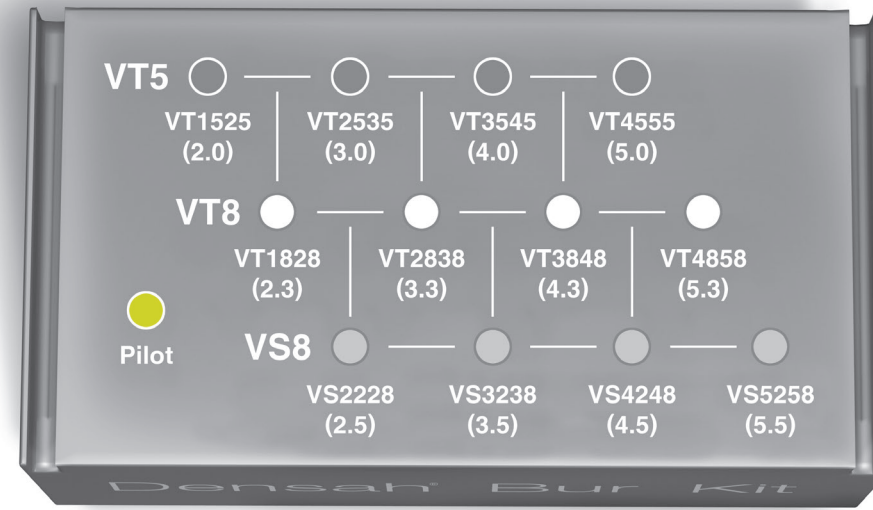 VT5
VT1525 VT2535 VT3545 VT4555
(2.0) (3.0) (4.0) (5.0)
VT8
VT1828 VT2838 VT3848 VT4858
(2.3) (3.3) (4.3) (5.3)
Pilot
VS8
VS2228 VS3238 VS4248 VS5258
(2.5) (3.5) (4.5) (5.5)
Densah® Bur Kit